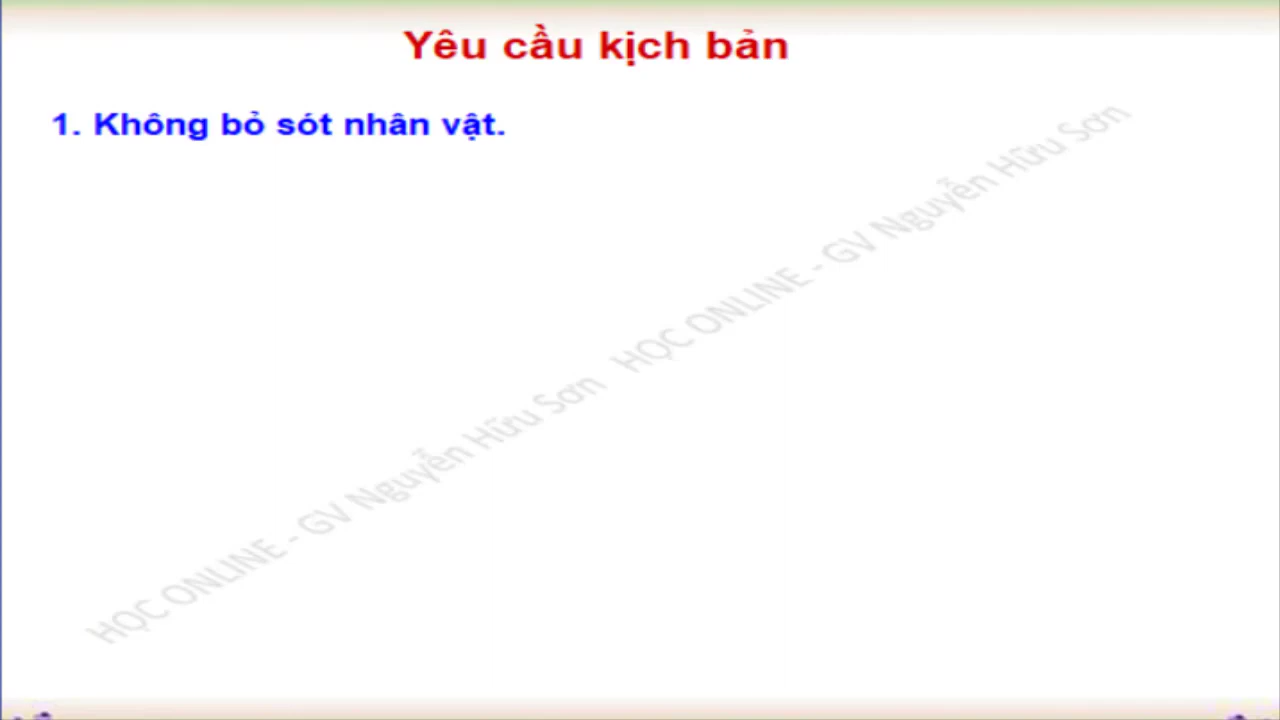 Yêu cầu kịch bản
1. Không bỏ sót nhân vật.
HỌC ONLINE - GV Nguyễn Hữu Sơn HỌC ONLINE - GV Nguyễn Hữu Sơn